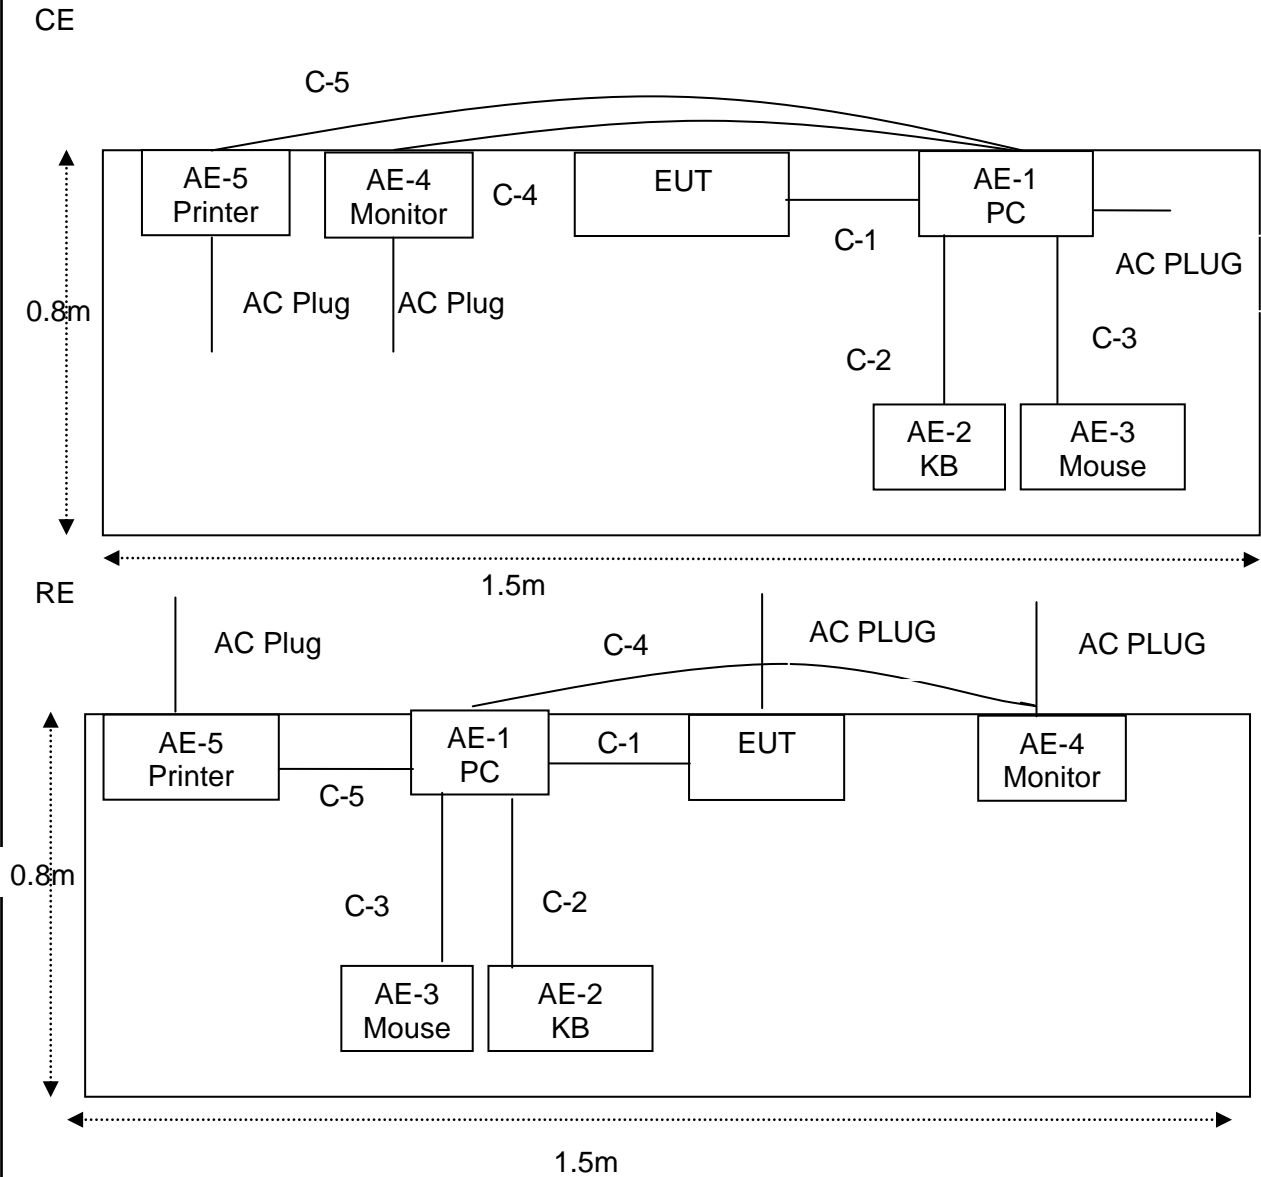 CE
C-5
AE-5
Printer
AE-4
Monitor
C-4
EUT
C-1
AE-1
PC
AC PLUG
AC Plug
AC Plug
0.8m
C-2
C-3
AE-2
KB
AE-3
Mouse
1.5m
RE
AC Plug
C-4
AC PLUG
AC PLUG
AE-5
Printer
C-5
AE-1
PC
C-1
EUT
AE-4
Monitor
0.8m
C-3
C-2
AE-3
Mouse
AE-2
KB
1.5m